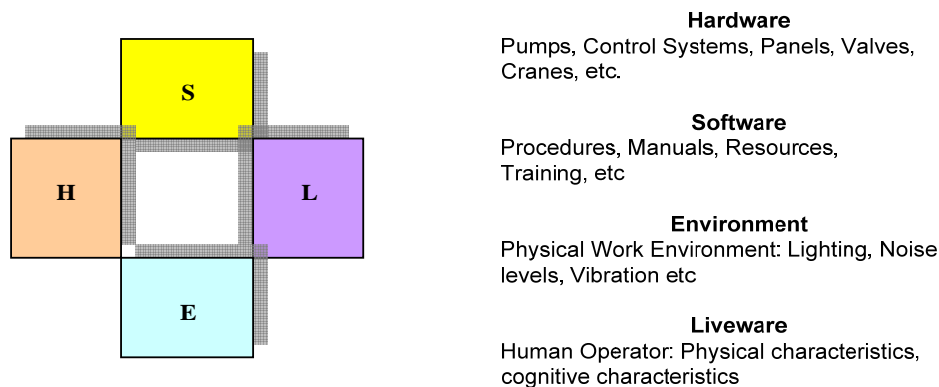 S
H
L
E
Hardware
Pumps, Control Systems, Panels, Valves,
Cranes, etc.
Software
Procedures, Manuals, Resources,
Training, etc
Environment
Physical Work Environment: Lighting, Noise
levels, Vibration etc
Liveware
Human Operator: Physical characteristics,
cognitive characteristics